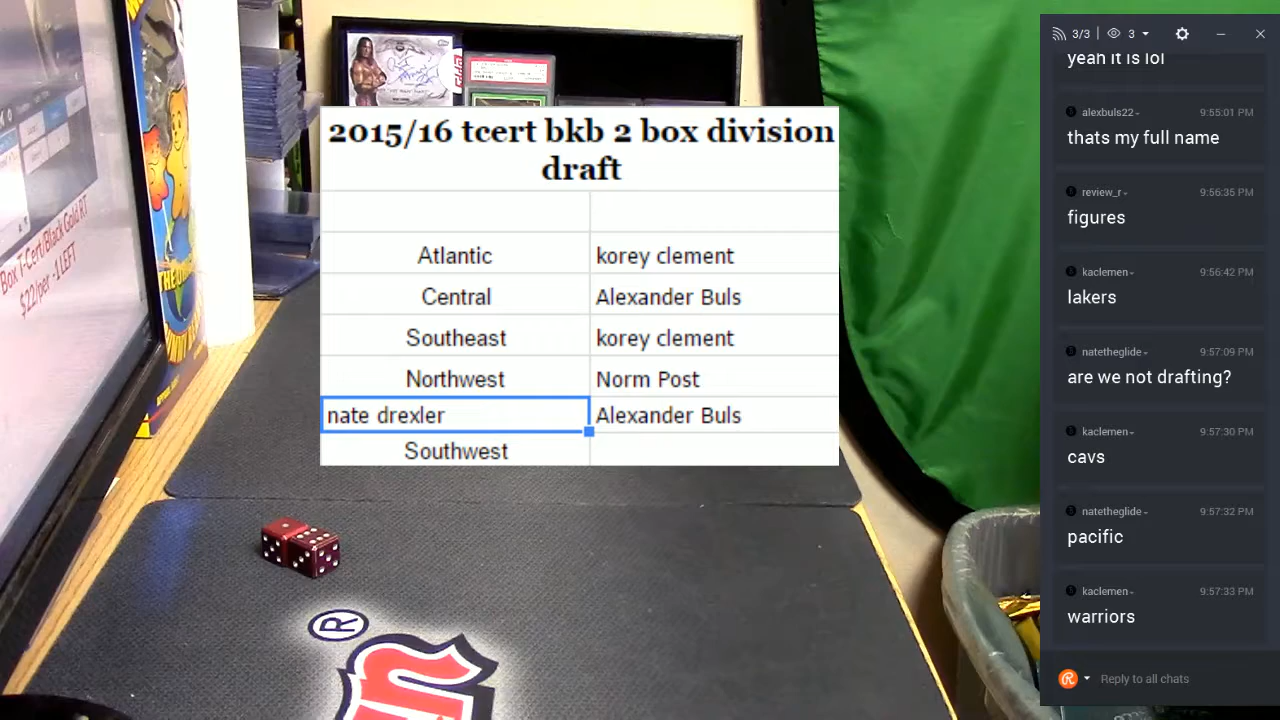 2015/16 tcert bkb 2 box division
draft
Atlantic korey clement
Central Alexander Buls
Southeast korey clement
Northwest Norm Post
nate drexler Alexander Buls
Southwest
Box T-Cert/Black Gold RT
$22/per -1 LEFT
®
3/3 3
yeah it is lol
alexbuls22 9:55:01 PM
thats my full name
review_r 9:56:35 PM
figures
kaclemen 9:56:42 PM
lakers
natetheglide 9:57:09 PM
are we not drafting?
kaclemen 9:57:30 PM
cavs
natetheglide 9:57:32 PM
pacific
kaclemen 9:57:33 PM
warriors
Reply to all chats